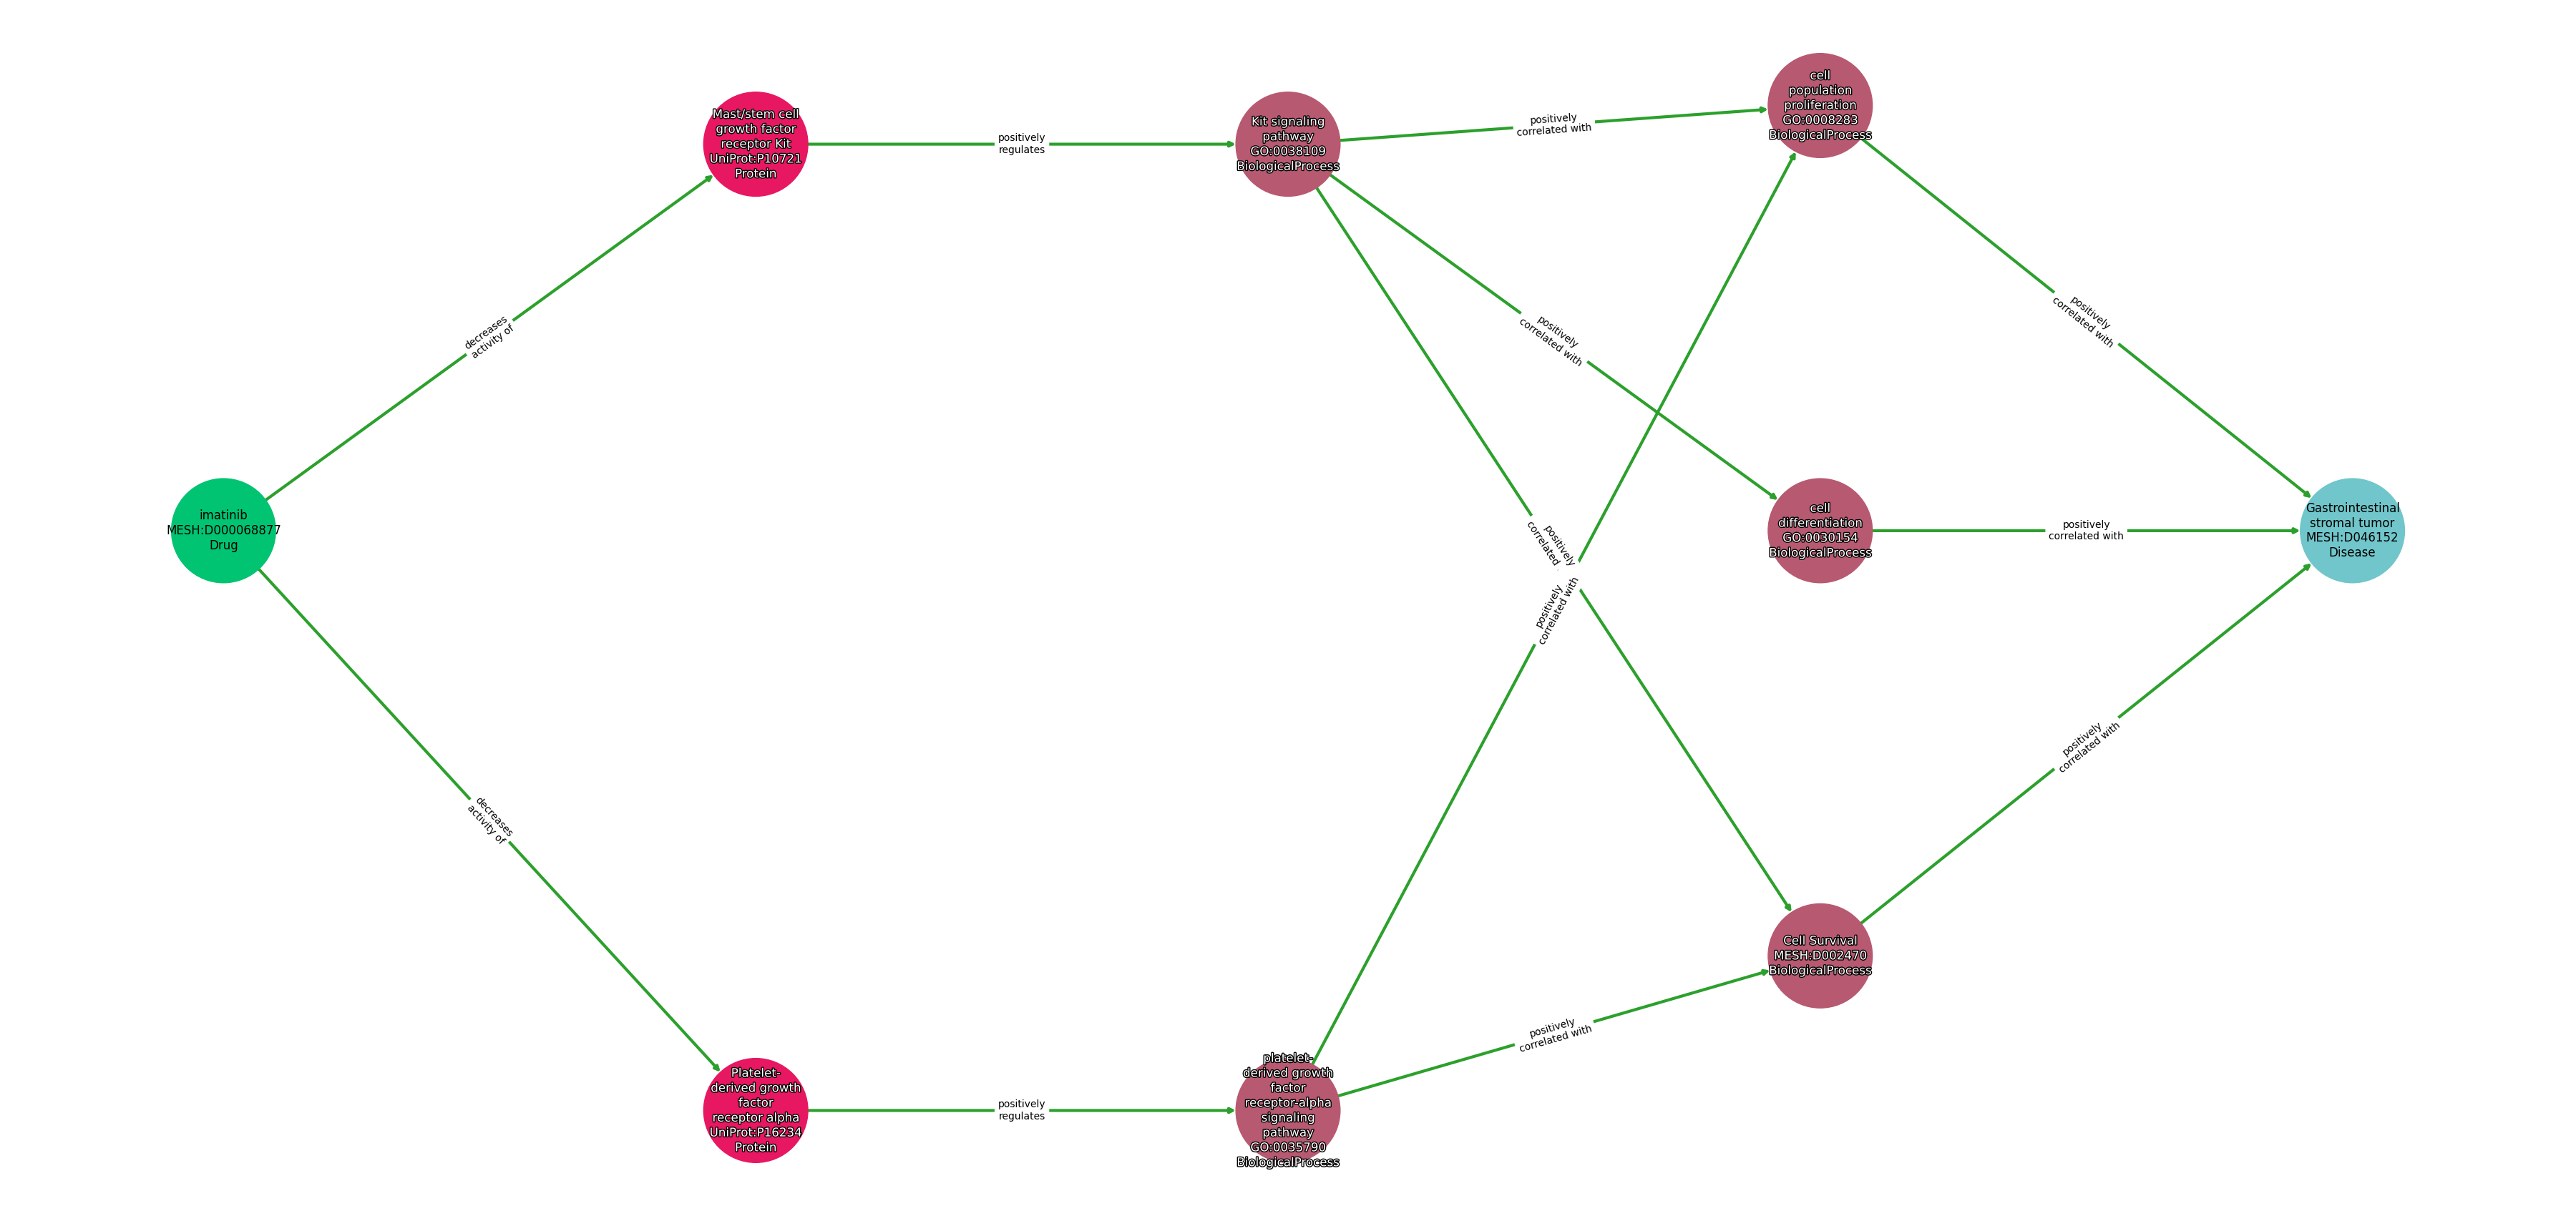 Mast/stem cell
growth factor
receptor Kit
UniProt:P10721
Protein
positively
regulates
Kit signaling
pathway
GO:0038109
BiologicalProcess
positively
correlated with
cell
population
proliferation
GO:0008283
BiologicalProcess
decreases
activity of
positively
correlated with
positively
correlated with
imatinib
MESH:D000068877
Drug
positively
correlated
cell
differentiation
GO:0030154
BiologicalProcess
positively
correlated with
Gastrointestinal
stromal tumor
MESH:D046152
Disease
positively
correlated with
decreases
activity of
positively
correlated with
Cell Survival
MESH:D002470
BiologicalProcess
positively
correlated with
Platelet-
derived growth
factor
receptor alpha
UniProt:P16234
Protein
positively
regulates
platelet-
derived growth
factor
receptor-alpha
signaling
pathway
GO:0035790
BiologicalProcess